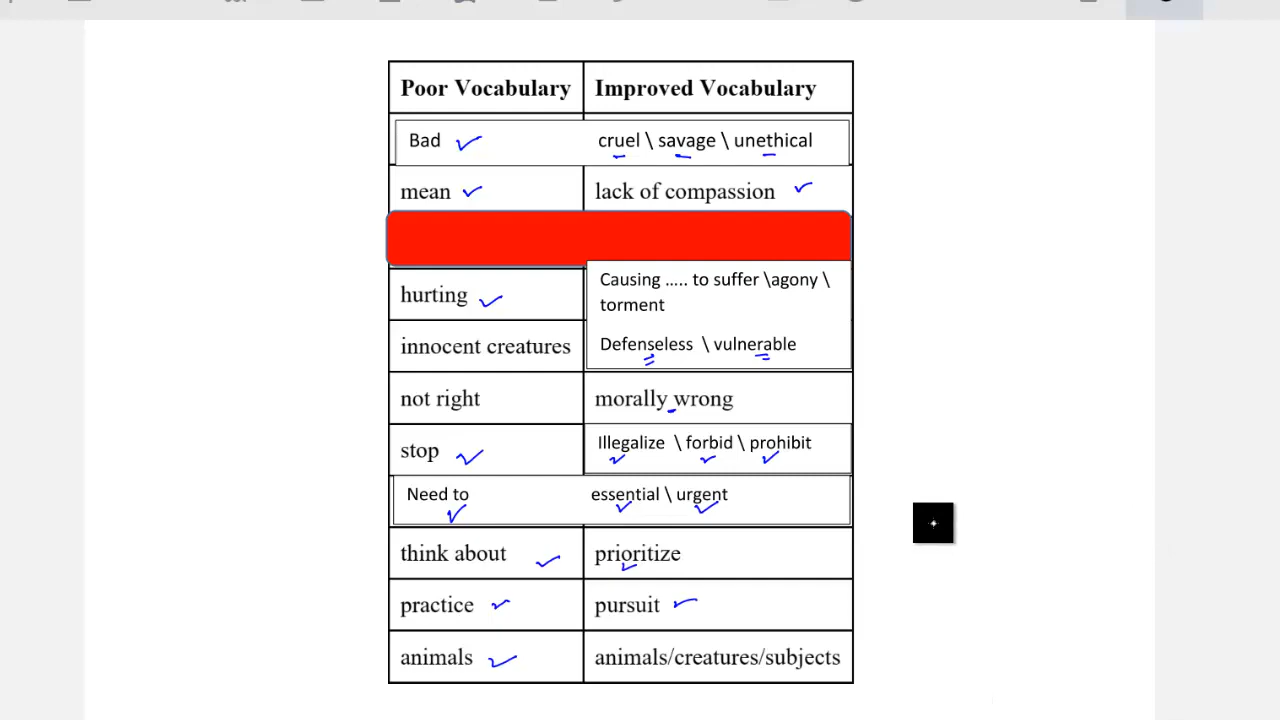 Poor Vocabulary Improved Vocabulary
Bad cruel \ savage \ unethical
mean lack of compassion
hurting Causing ..... to suffer \agony \
torment
innocent creatures Defenseless \ vulnerable
not right morally wrong
stop Illegalize \ forbid \ prohibit
Need to essential \ urgent
think about prioritize
practice pursuit
animals animals/creatures/subjects